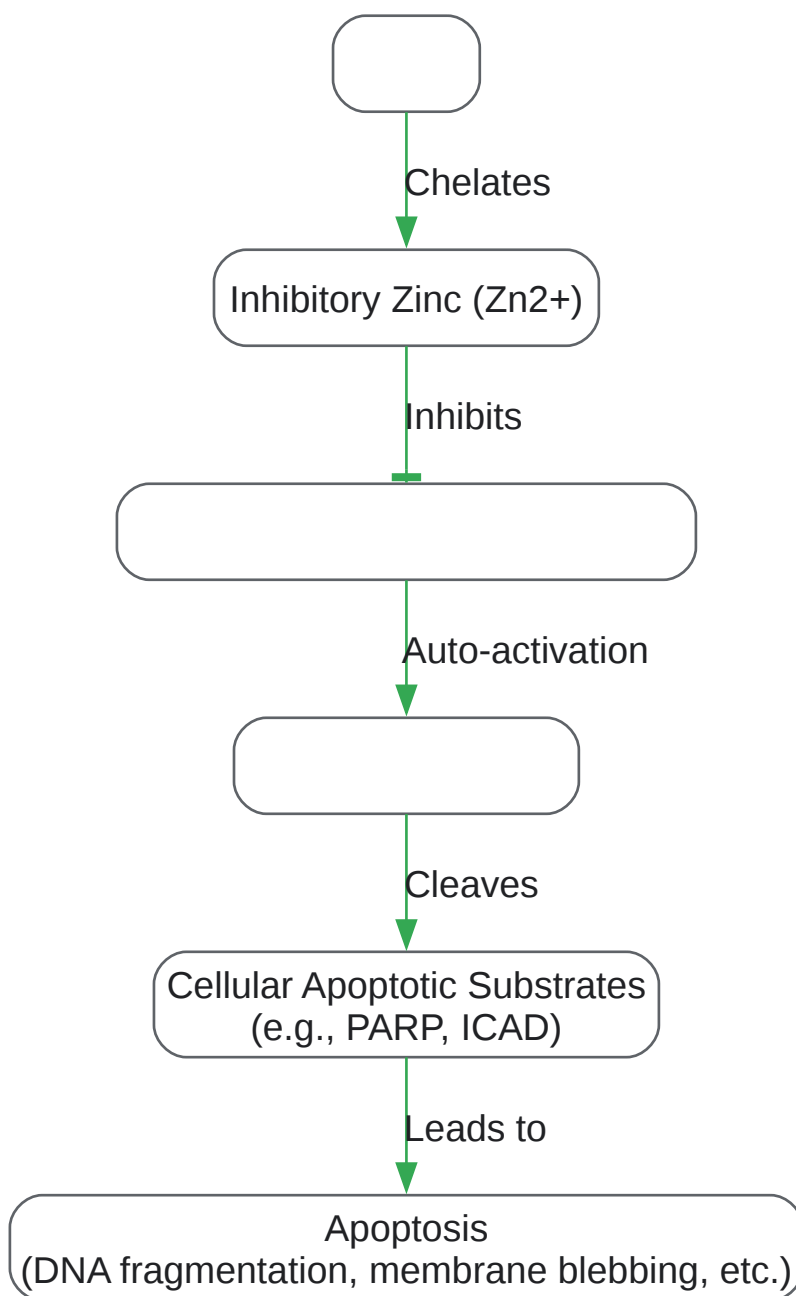 Chelates
Inhibitory Zinc (Zn2+)
Inhibits
Auto-activation
Cleaves
Cellular Apoptotic Substrates
(e.g., PARP, ICAD)
Leads to
Apoptosis
(DNA fragmentation, membrane blebbing, etc.)